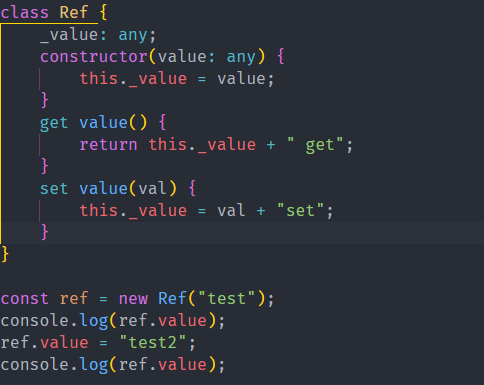 class Ref {
    _value: any;
    constructor(value: any) {
        this._value = value;
    }
    get value() {
        return this._value + " get";
    }
    set value(val) {
        this._value = val + "set";
    }
}

const ref = new Ref("test");
console.log(ref.value);
ref.value = "test2";
console.log(ref.value);